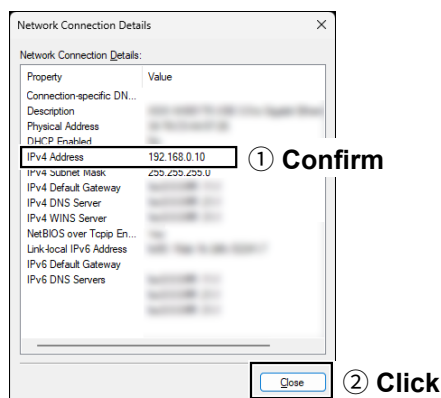 Network Connection Details
Network Connection Details:
Property Value
Connection-specific DN...
Description
Physical Address
DHCP Enabled
IPv4 Address 192.168.0.10 ① Confirm
IPv4 Subnet Mask 255.255.255.0
IPv4 Default Gateway
IPv4 DNS Server
IPv4 WINS Server
NetBIOS over Tcpip En...
Link-local IPv6 Address
IPv6 Default Gateway
IPv6 DNS Servers
Close ② Click